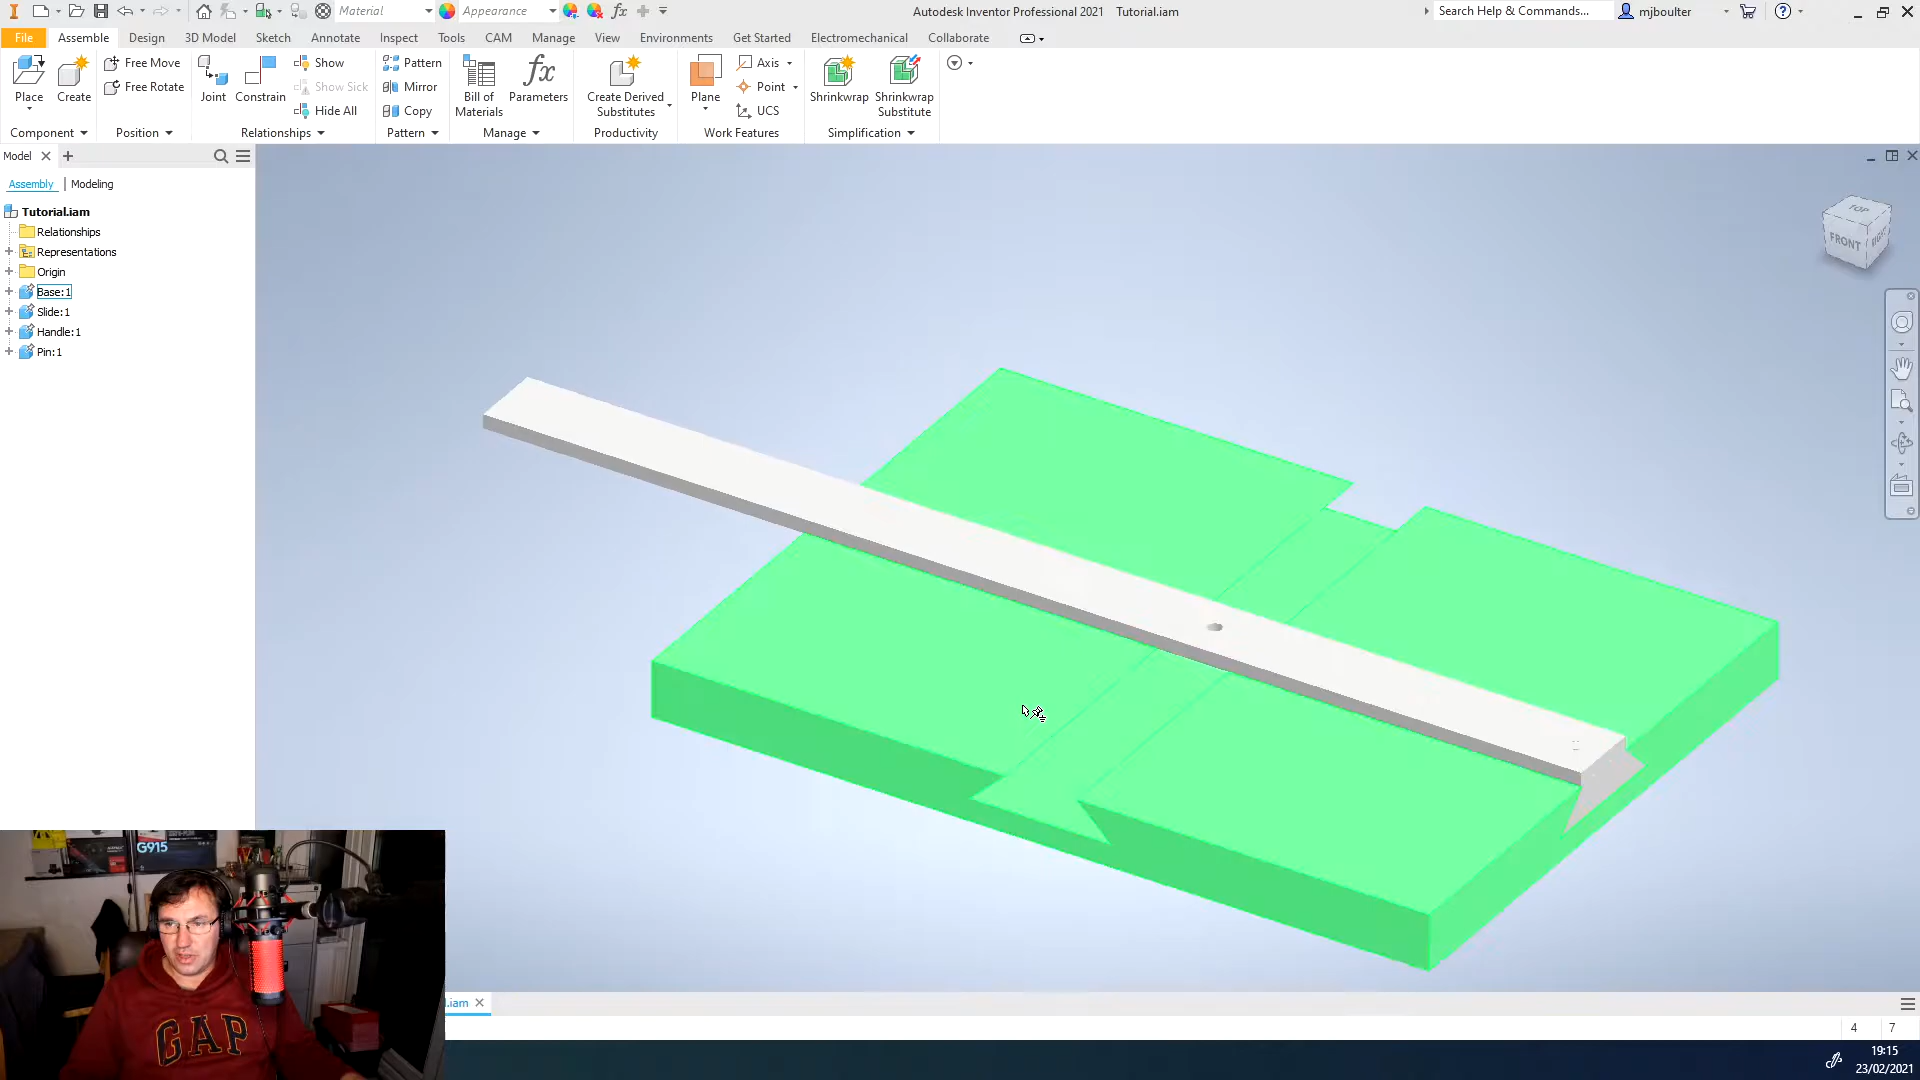 Material
Appearance
Autodesk Inventor Professional 2021 Tutorial.iam
Search Help & Commands...
mjboulter
File Assemble Design 3D Model Sketch Annotate Inspect Tools CAM Manage View Environments Get Started Electromechanical Collaborate
Place
Create
Free Move
Free Rotate
Joint
Constrain
Show
Show Sick
Hide All
Pattern
Mirror
Copy
Bill of
Materials
fx
Parameters
Create Derived
Substitutes
Plane
Axis
Point
UCS
Shrinkwrap
Shrinkwrap
Substitute
Component
Position
Relationships
Pattern
Manage
Productivity
Work Features
Simplification
Model
Assembly | Modeling
Tutorial.iam
Relationships
Representations
Origin
Base:1
Slide:1
Handle:1
Pin:1
TOP
FRONT
RIGHT
G915
GAP
.iam
4 7
19:15
23/02/2021